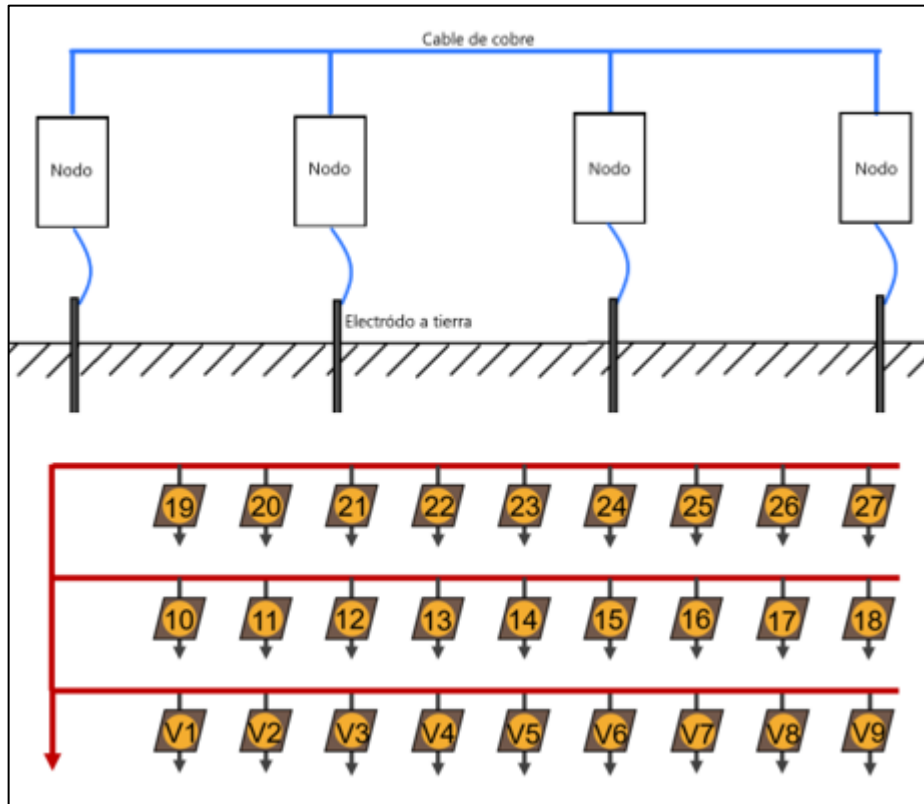 Cable de cobre
Nodo Nodo Nodo Nodo
Electródo a tierra
19 20 21 22 23 24 25 26 27
10 11 12 13 14 15 16 17 18
V1 V2 V3 V4 V5 V6 V7 V8 V9